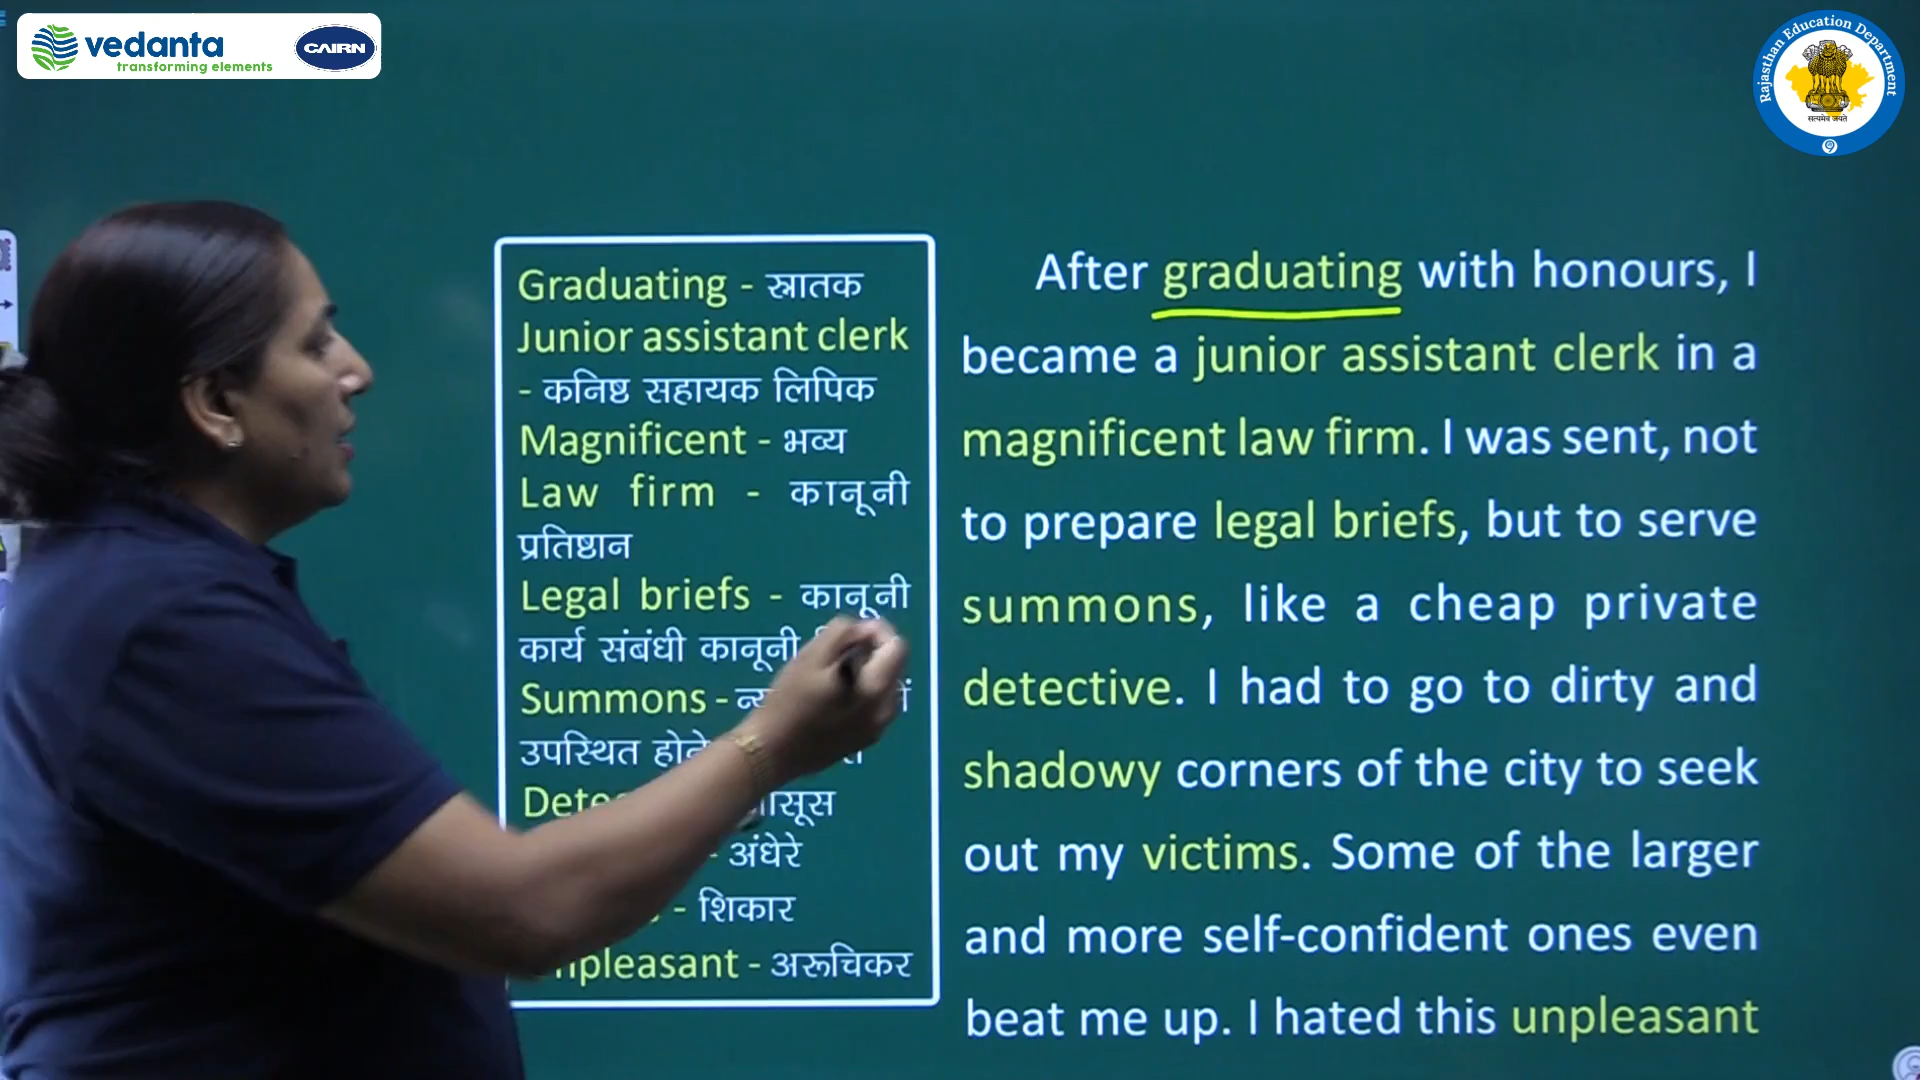 vedanta
transforming elements
CAIRN
Rajasthan Education Department
सत्यमेव जयते
Graduating - स्नातक
Junior assistant clerk
- कनिष्ठ सहायक लिपिक
Magnificent - भव्य
Law firm - कानूनी
प्रतिष्ठान
Legal briefs - कानूनी
कार्य संबंधी कानूनी
Summons -
उपस्थित
- अंधेरे
- शिकार
- अरूचिकर
After graduating with honours, I
became a junior assistant clerk in a
magnificent law firm. I was sent, not
to prepare legal briefs, but to serve
summons, like a cheap private
detective. I had to go to dirty and
shadowy corners of the city to seek
out my victims. Some of the larger
and more self-confident ones even
beat me up. I hated this unpleasant